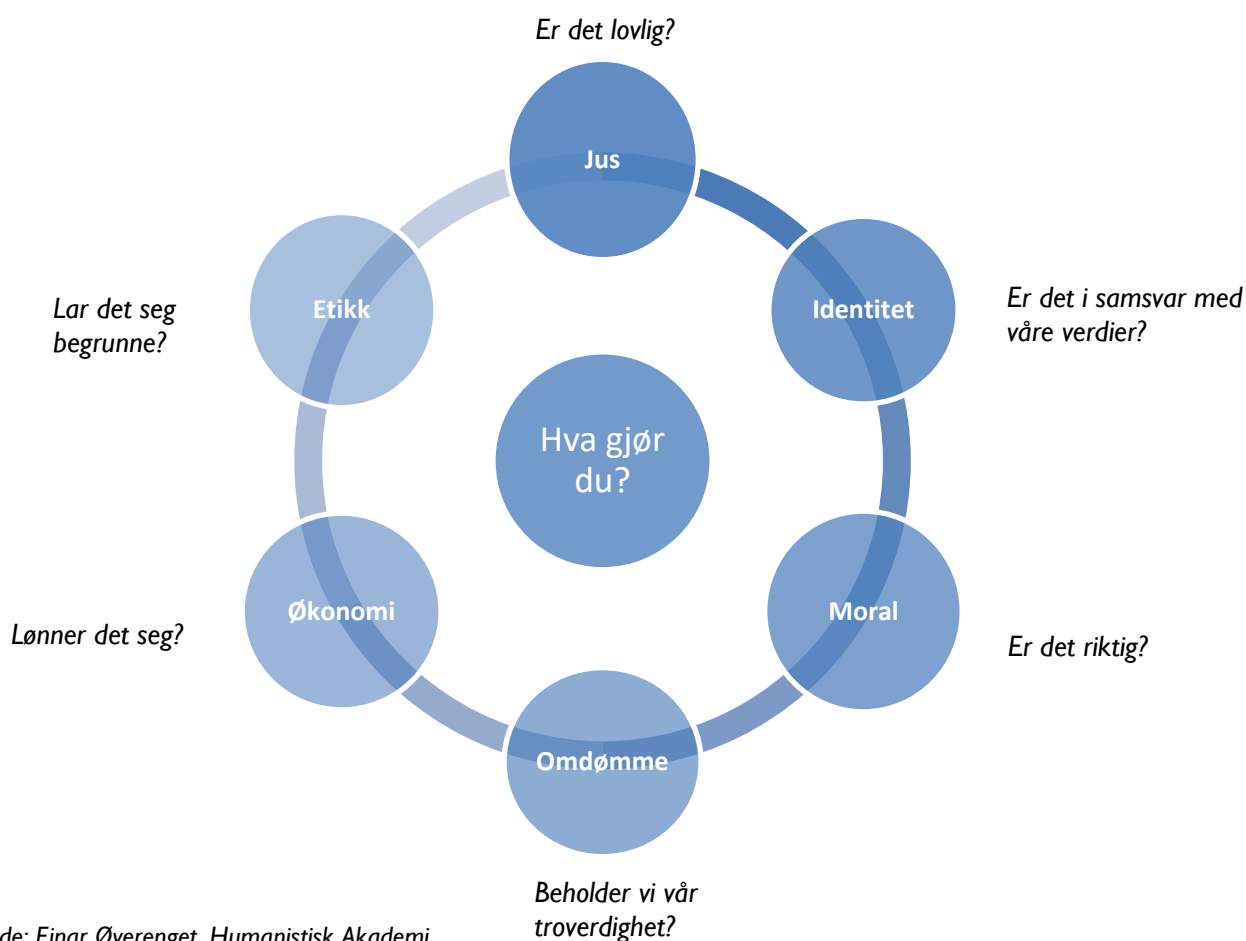 Er det lovlig?
Jus
Identitet
Er det i samsvar med
våre verdier?
Moral
Er det riktig?
Omdømme
Beholder vi vår
troverdighet?
Økonomi
Lønner det seg?
Etikk
Lar det seg
begrunne?
Hva gjør
du?
Einar Øverenget, Humanistisk Akademi